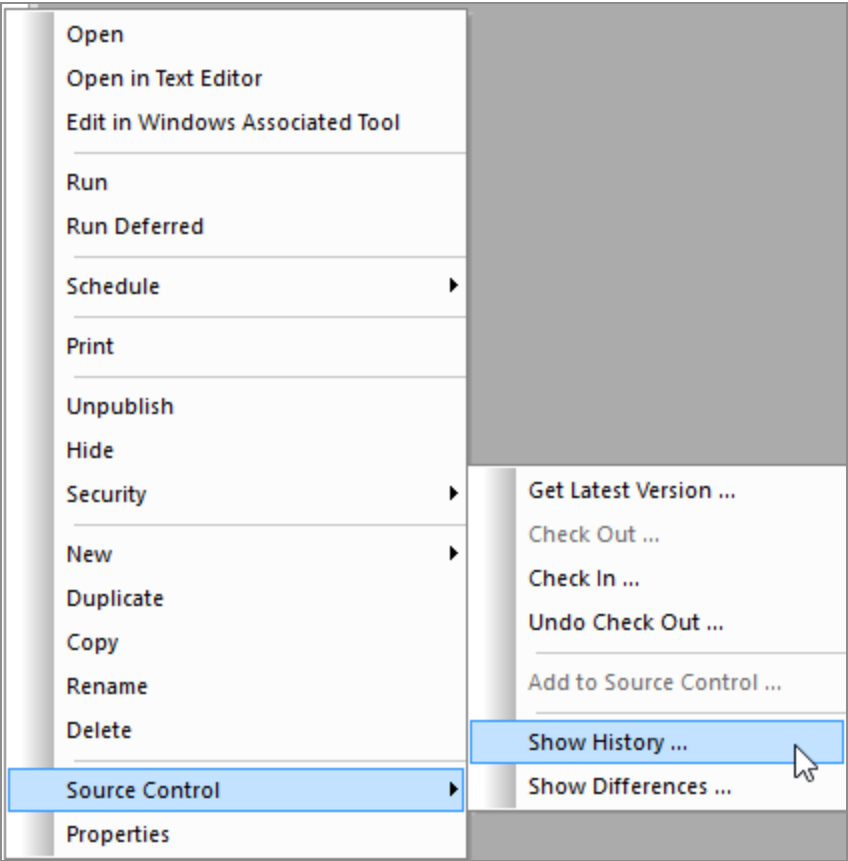 Open
Open in Text Editor
Edit in Windows Associated Tool
Run
Run Deferred
Schedule
Print
Unpublish
Hide
Security
New
Duplicate
Copy
Rename
Delete
Source Control
Properties
Get Latest Version ...
Check Out ...
Check In ...
Undo Check Out ...
Add to Source Control ...
Show History ...
Show Differences ...